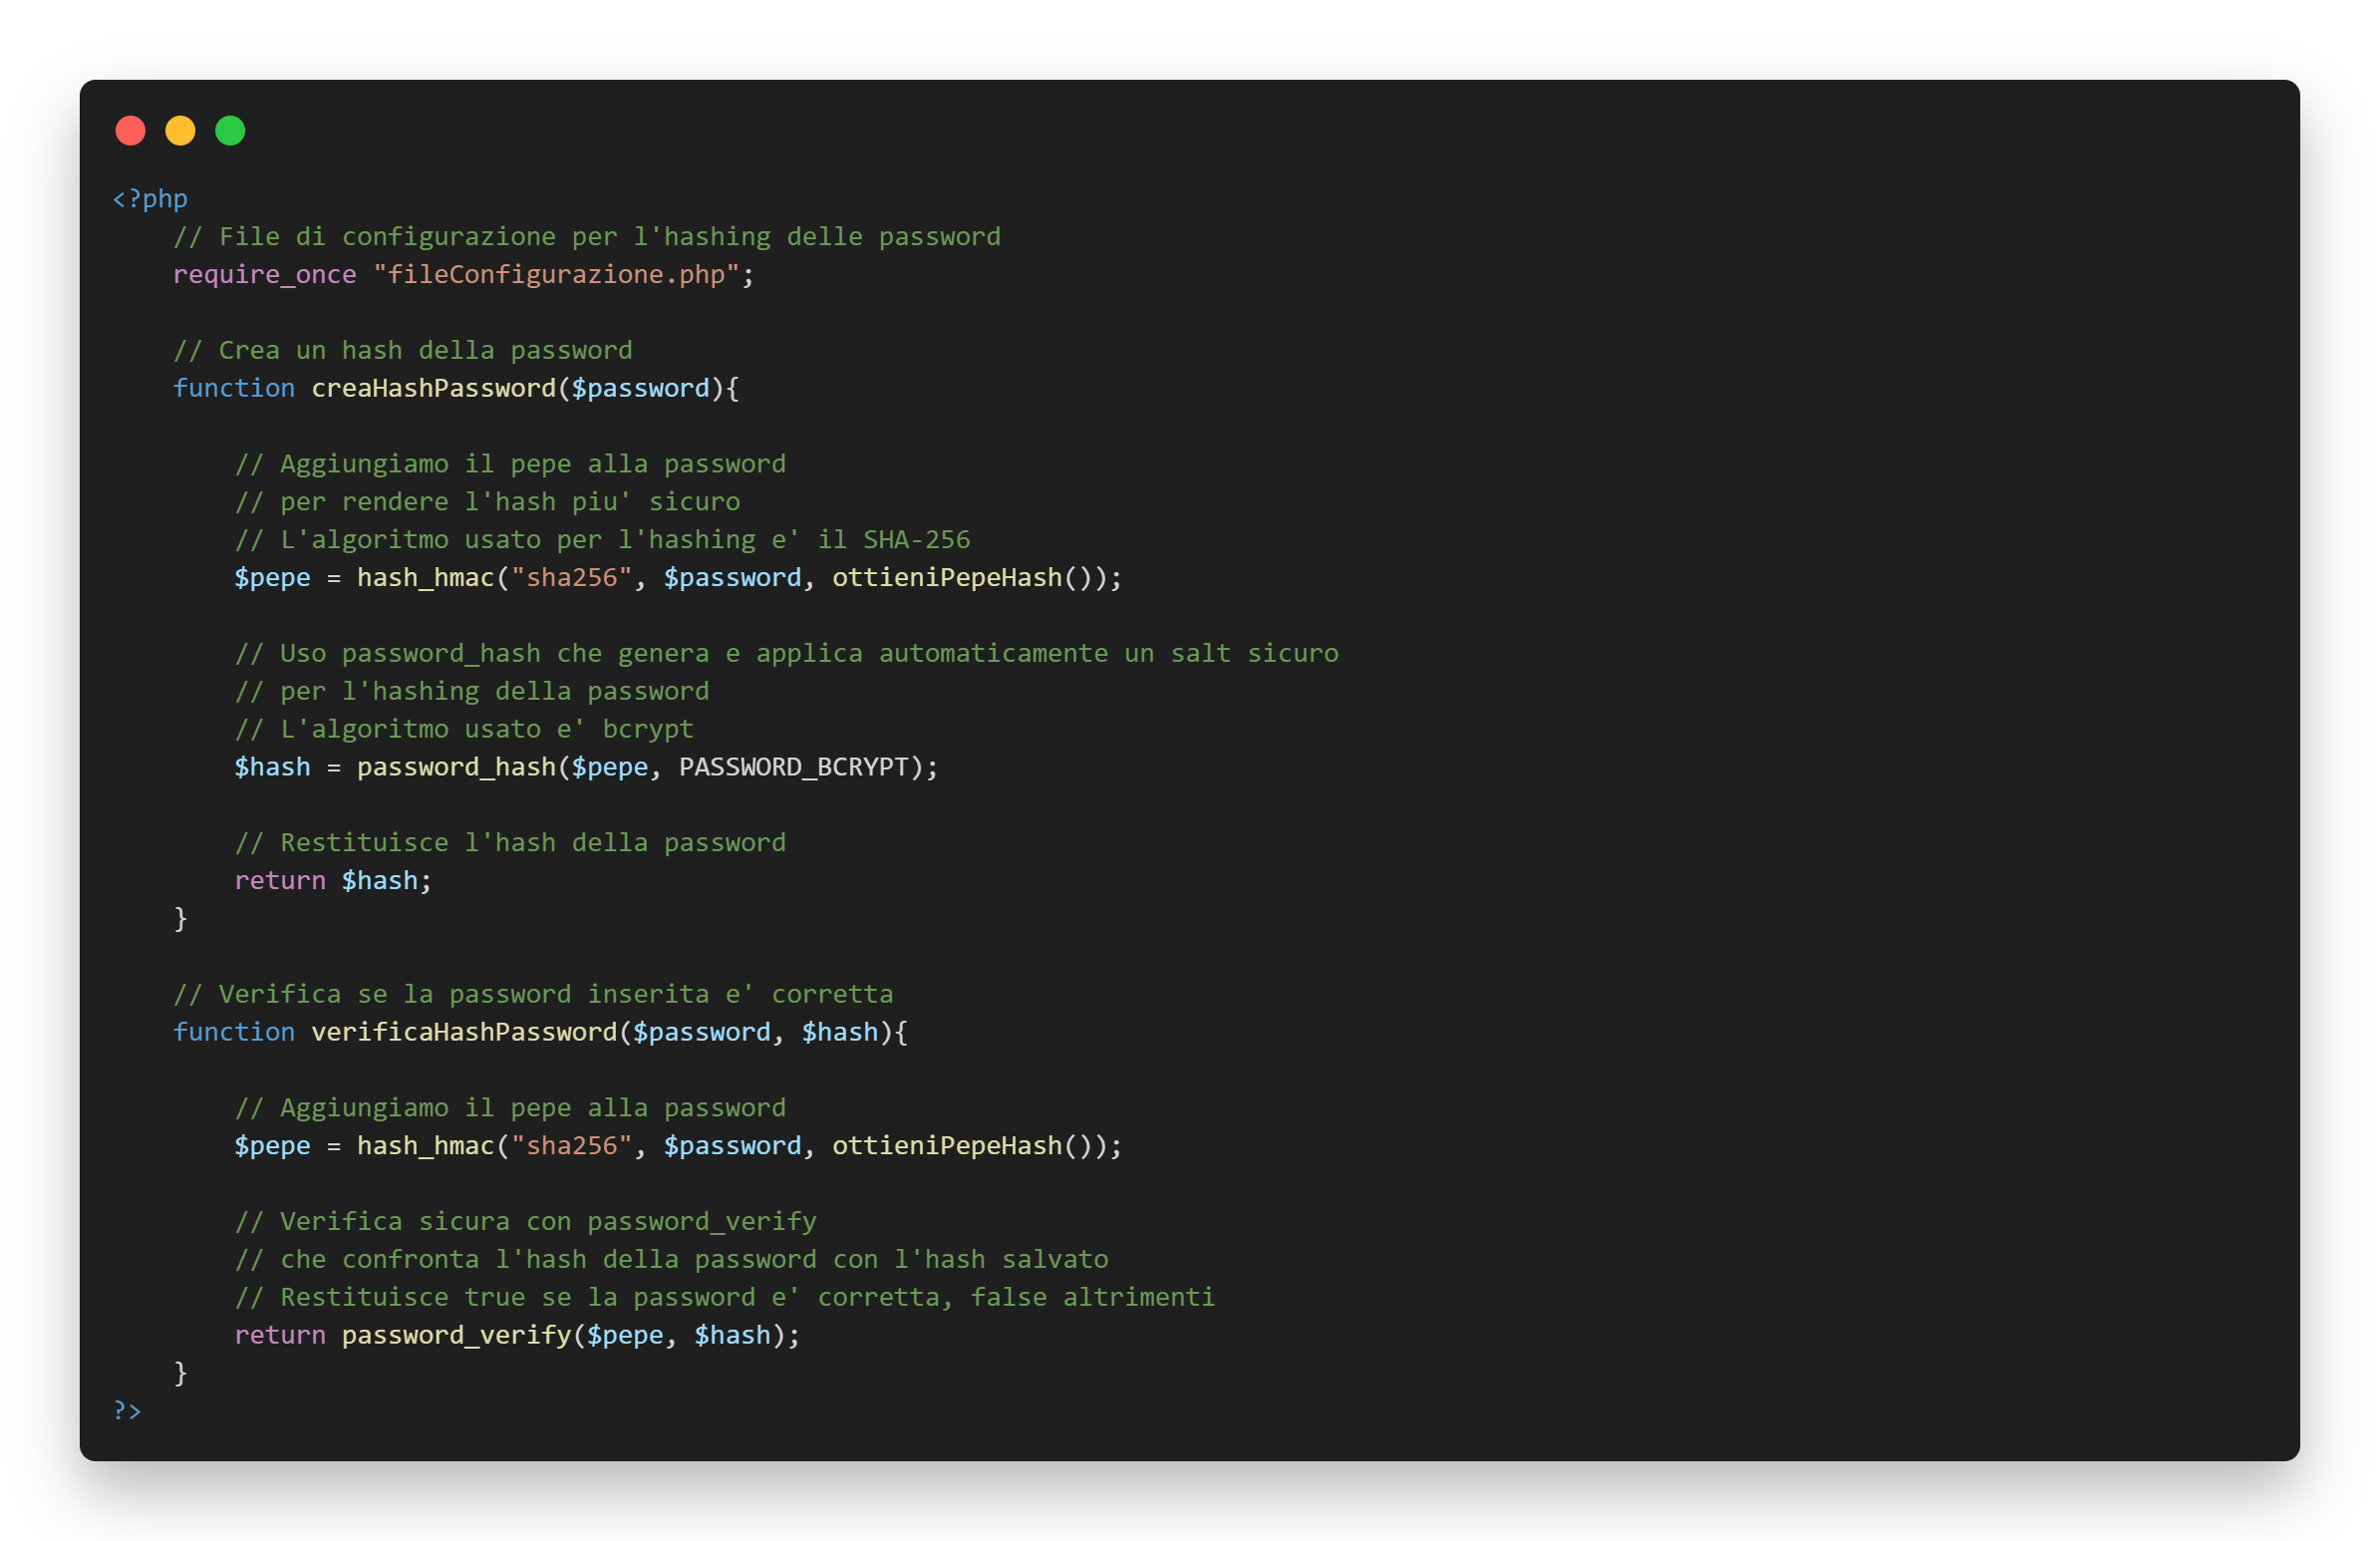 <?php
    // File di configurazione per l'hashing delle password
    require_once "fileConfigurazione.php";

    // Crea un hash della password
    function creaHashPassword($password){

        // Aggiungiamo il pepe alla password
        // per rendere l'hash piu' sicuro
        // L'algoritmo usato per l'hashing e' il SHA-256
        $pepe = hash_hmac("sha256", $password, ottieniPepeHash());

        // Uso password_hash che genera e applica automaticamente un salt sicuro
        // per l'hashing della password
        // L'algoritmo usato e' bcrypt
        $hash = password_hash($pepe, PASSWORD_BCRYPT);

        // Restituisce l'hash della password
        return $hash;
    }

    // Verifica se la password inserita e' corretta
    function verificaHashPassword($password, $hash){

        // Aggiungiamo il pepe alla password
        $pepe = hash_hmac("sha256", $password, ottieniPepeHash());

        // Verifica sicura con password_verify
        // che confronta l'hash della password con l'hash salvato
        // Restituisce true se la password e' corretta, false altrimenti
        return password_verify($pepe, $hash);
    }
?>